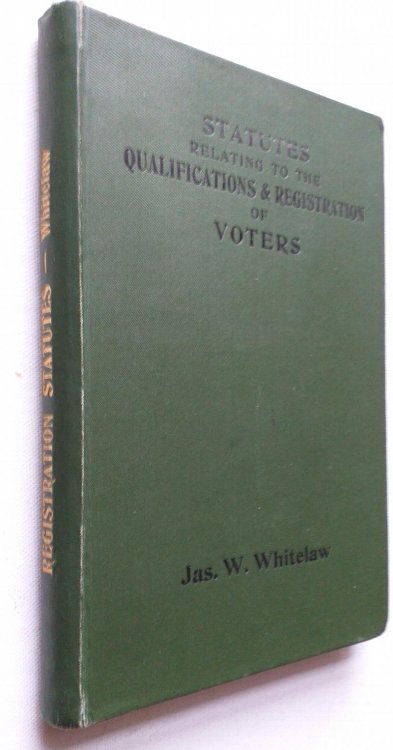 STATUTES
RELATING TO THE
QUALIFICATIONS & REGISTRATION
OF
VOTERS
Jas. W. Whitelaw
REGISTRATION STATUTES — Whitelaw